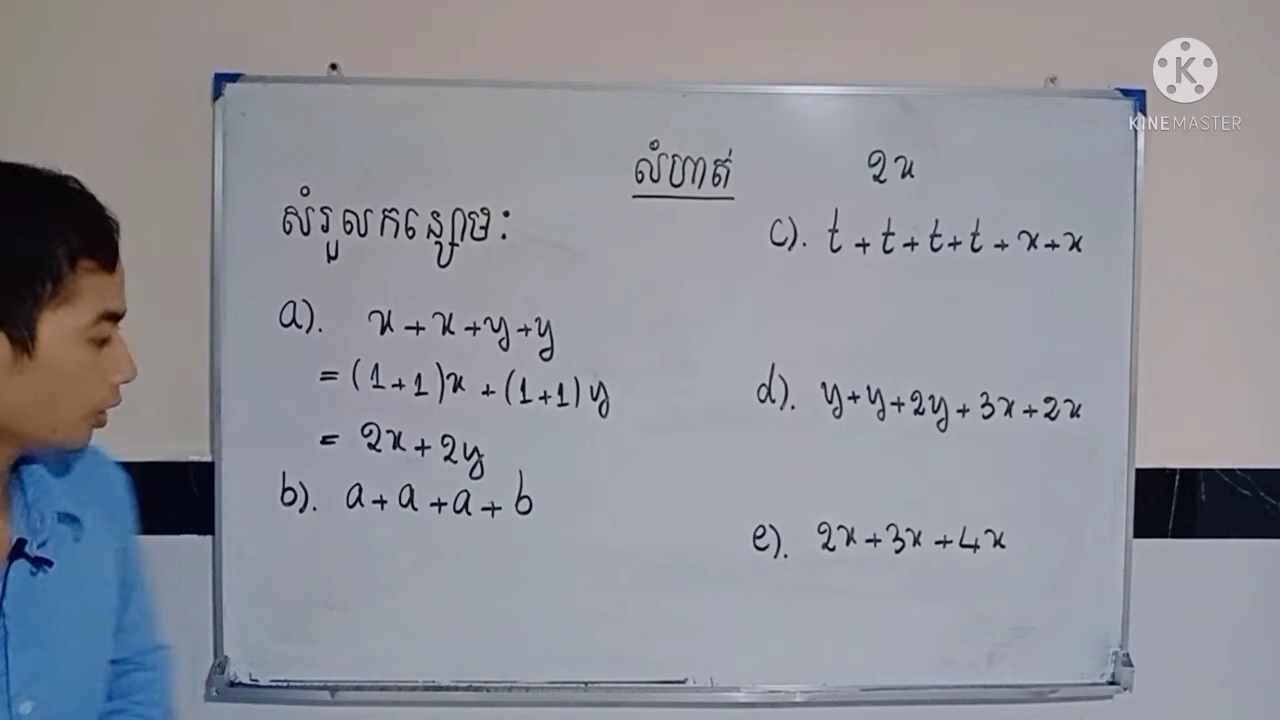 លំហាត់
2x
សំរួលកន្សោម:
a). x + x + y + y
= (1+1)x + (1+1)y
= 2x + 2y
b). a + a + a + b
c). t + t + t + t + x + x
d). y + y + 2y + 3x + 2x
e). 2x + 3x + 4x
K
KINEMASTER